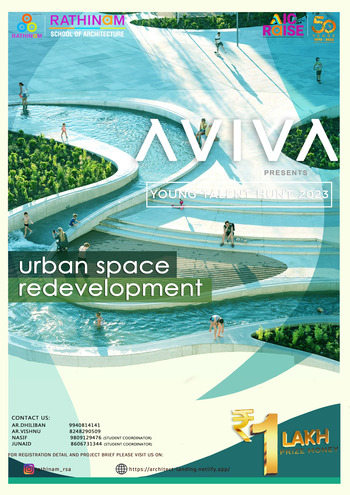 RATHINAM
RATHINAM
SCHOOL OF ARCHITECTURE
AIC
RAISE
50
AVIVA
PRESENTS
YOUNG TALENT HUNT 2023
urban space
redevelopment
CONTACT US:
AR.DHILIBAN 9940814141
AR.VISHNU 8248290509
NASIF 9809129476 (STUDENT COORDINATOR)
JUNAID 8606731344 (STUDENT COORDINATOR)
FOR REGISTRATION DETAIL AND PROJECT BRIEF PLEASE VISIT US ON:
rathinam_rsa
https://architect-landing.netlify.app/
₹1 LAKH
PRIZE MONEY